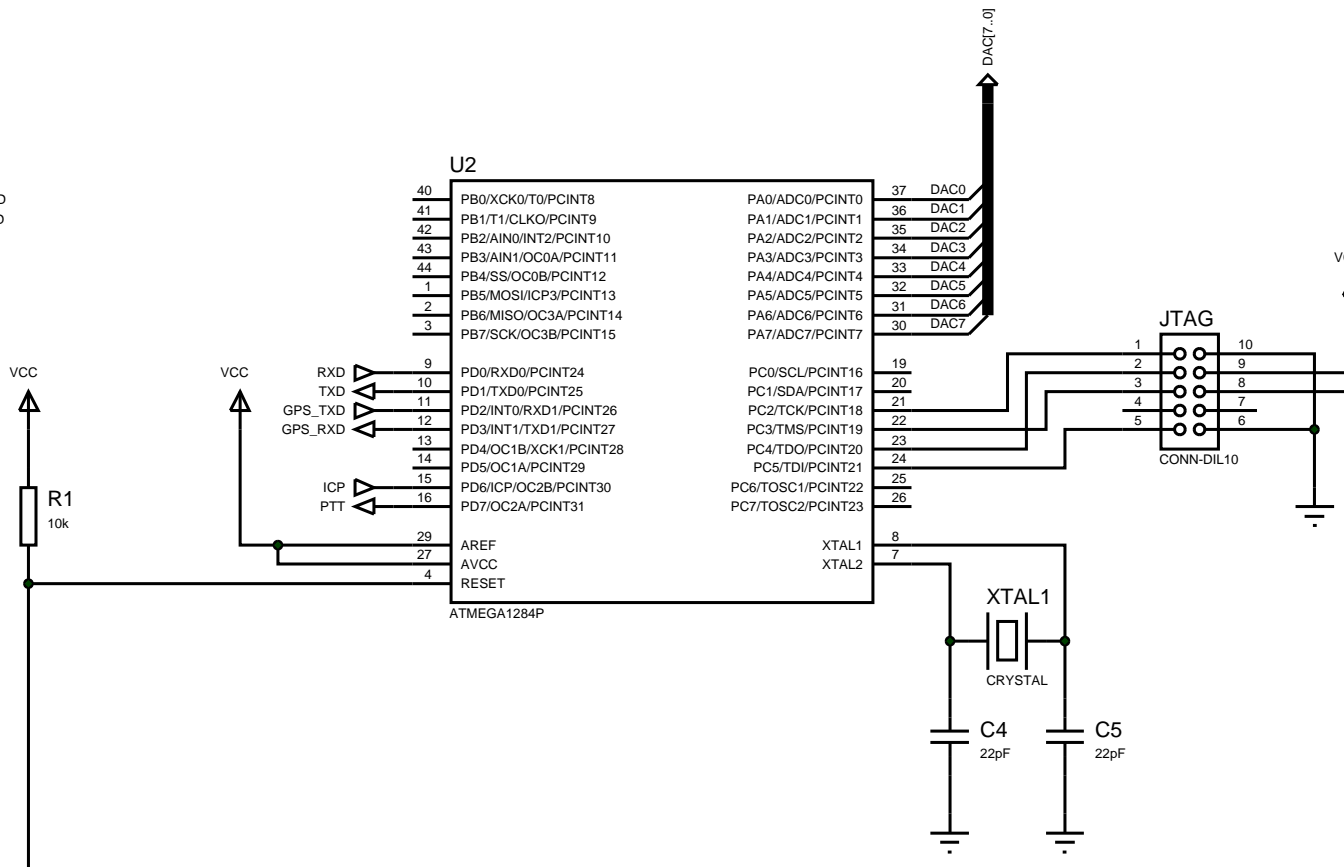 DAC[7..0]
U2
40 PB0/XCK0/T0/PCINT8 PA0/ADC0/PCINT0 37 DAC0
41 PB1/T1/CLKO/PCINT9 PA1/ADC1/PCINT1 36 DAC1
42 PB2/AIN0/INT2/PCINT10 PA2/ADC2/PCINT2 35 DAC2
43 PB3/AIN1/OC0A/PCINT11 PA3/ADC3/PCINT3 34 DAC3
44 PB4/SS/OC0B/PCINT12 PA4/ADC4/PCINT4 33 DAC4
1 PB5/MOSI/ICP3/PCINT13 PA5/ADC5/PCINT5 32 DAC5
2 PB6/MISO/OC3A/PCINT14 PA6/ADC6/PCINT6 31 DAC6
3 PB7/SCK/OC3B/PCINT15 PA7/ADC7/PCINT7 30 DAC7
JTAG
1 10
2 9
3 8
4 7
5 6
CONN-DIL10
VCC
VCC
RXD 9 PD0/RXD0/PCINT24 PC0/SCL/PCINT16 19
TXD 10 PD1/TXD0/PCINT25 PC1/SDA/PCINT17 20
GPS_TXD 11 PD2/INT0/RXD1/PCINT26 PC2/TCK/PCINT18 21
GPS_RXD 12 PD3/INT1/TXD1/PCINT27 PC3/TMS/PCINT19 22
13 PD4/OC1B/XCK1/PCINT28 PC4/TDO/PCINT20 23
14 PD5/OC1A/PCINT29 PC5/TDI/PCINT21 24
ICP 15 PD6/ICP/OC2B/PCINT30 PC6/TOSC1/PCINT22 25
PTT 16 PD7/OC2A/PCINT31 PC7/TOSC2/PCINT23 26
R1
10k
29 AREF XTAL1 8
27 AVCC XTAL2 7
4 RESET
ATMEGA1284P
XTAL1
CRYSTAL
C4
22pF
C5
22pF